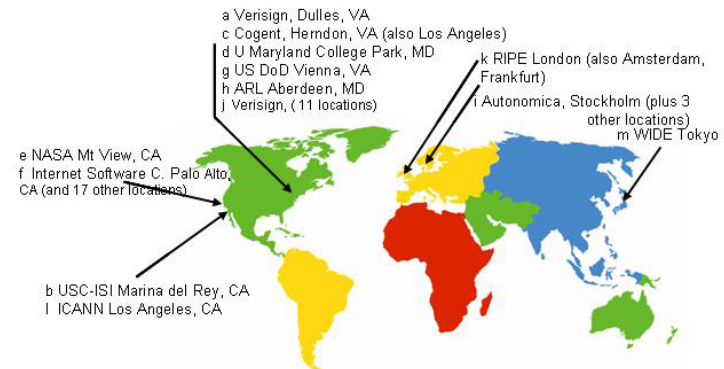 a Verisign, Dulles, VA
c Cogent, Herndon, VA (also Los Angeles)
d U Maryland College Park, MD
g US DoD Vienna, VA
h ARL Aberdeen, MD
j Verisign, ( 11 locations)
k RIPE London (also Amsterdam,
Frankfurt)
i Autonomica, Stockholm (plus 3
other locations)
m WIDE Tokyo
e NASA Mt View, CA
f Internet Software C. Palo Alto,
CA (and 17 other locations)
b USC-ISI Marina del Rey, CA
l ICANN Los Angeles, CA